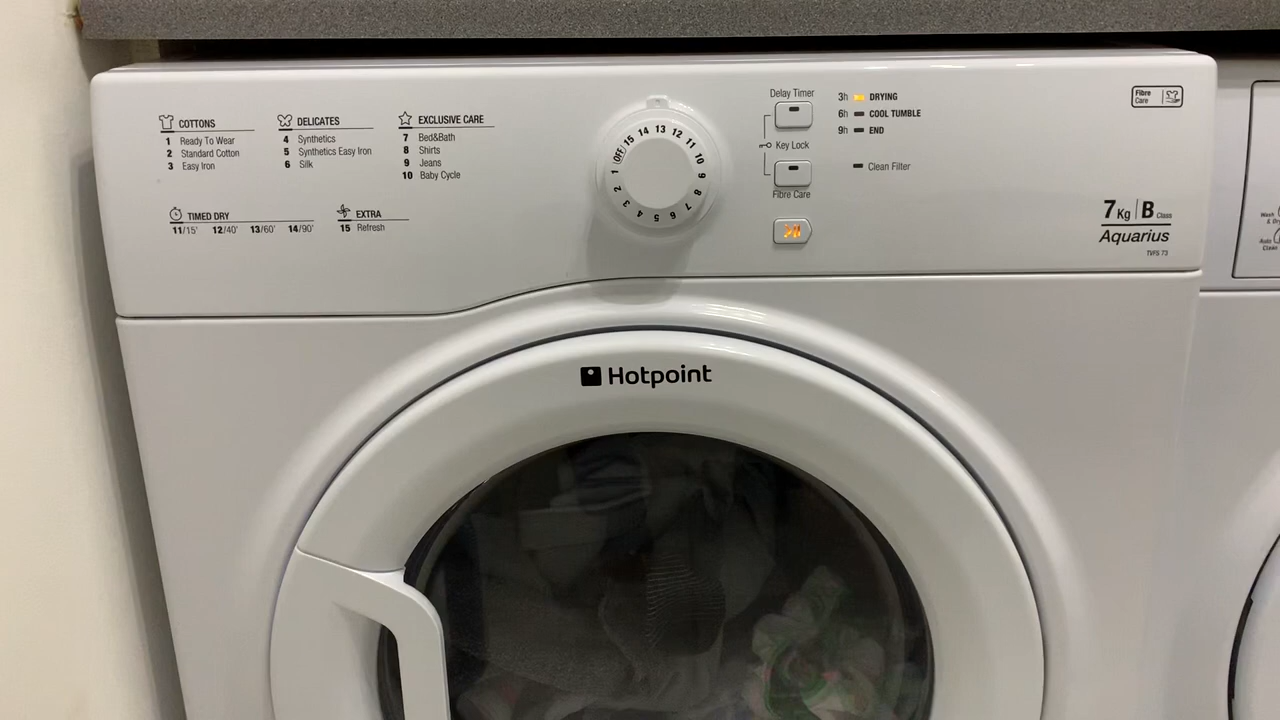 COTTONS
1 Ready To Wear
2 Standard Cotton
3 Easy Iron
DELICATES
4 Synthetics
5 Synthetics Easy Iron
6 Silk
EXCLUSIVE CARE
7 Bed&Bath
8 Shirts
9 Jeans
10 Baby Cycle
TIMED DRY
11/15' 12/40' 13/60' 14/90'
EXTRA
15 Refresh
OFF 1 2 3 4 5 6 7 8 9 10 11 12 13 14 15
Delay Timer
Key Lock
Fibre Care
3h DRYING
6h COOL TUMBLE
9h END
Clean Filter
Fibre
Care
7Kg B Class
Aquarius
TVFS 73
Hotpoint
Wash
& Dry
Auto
Clean